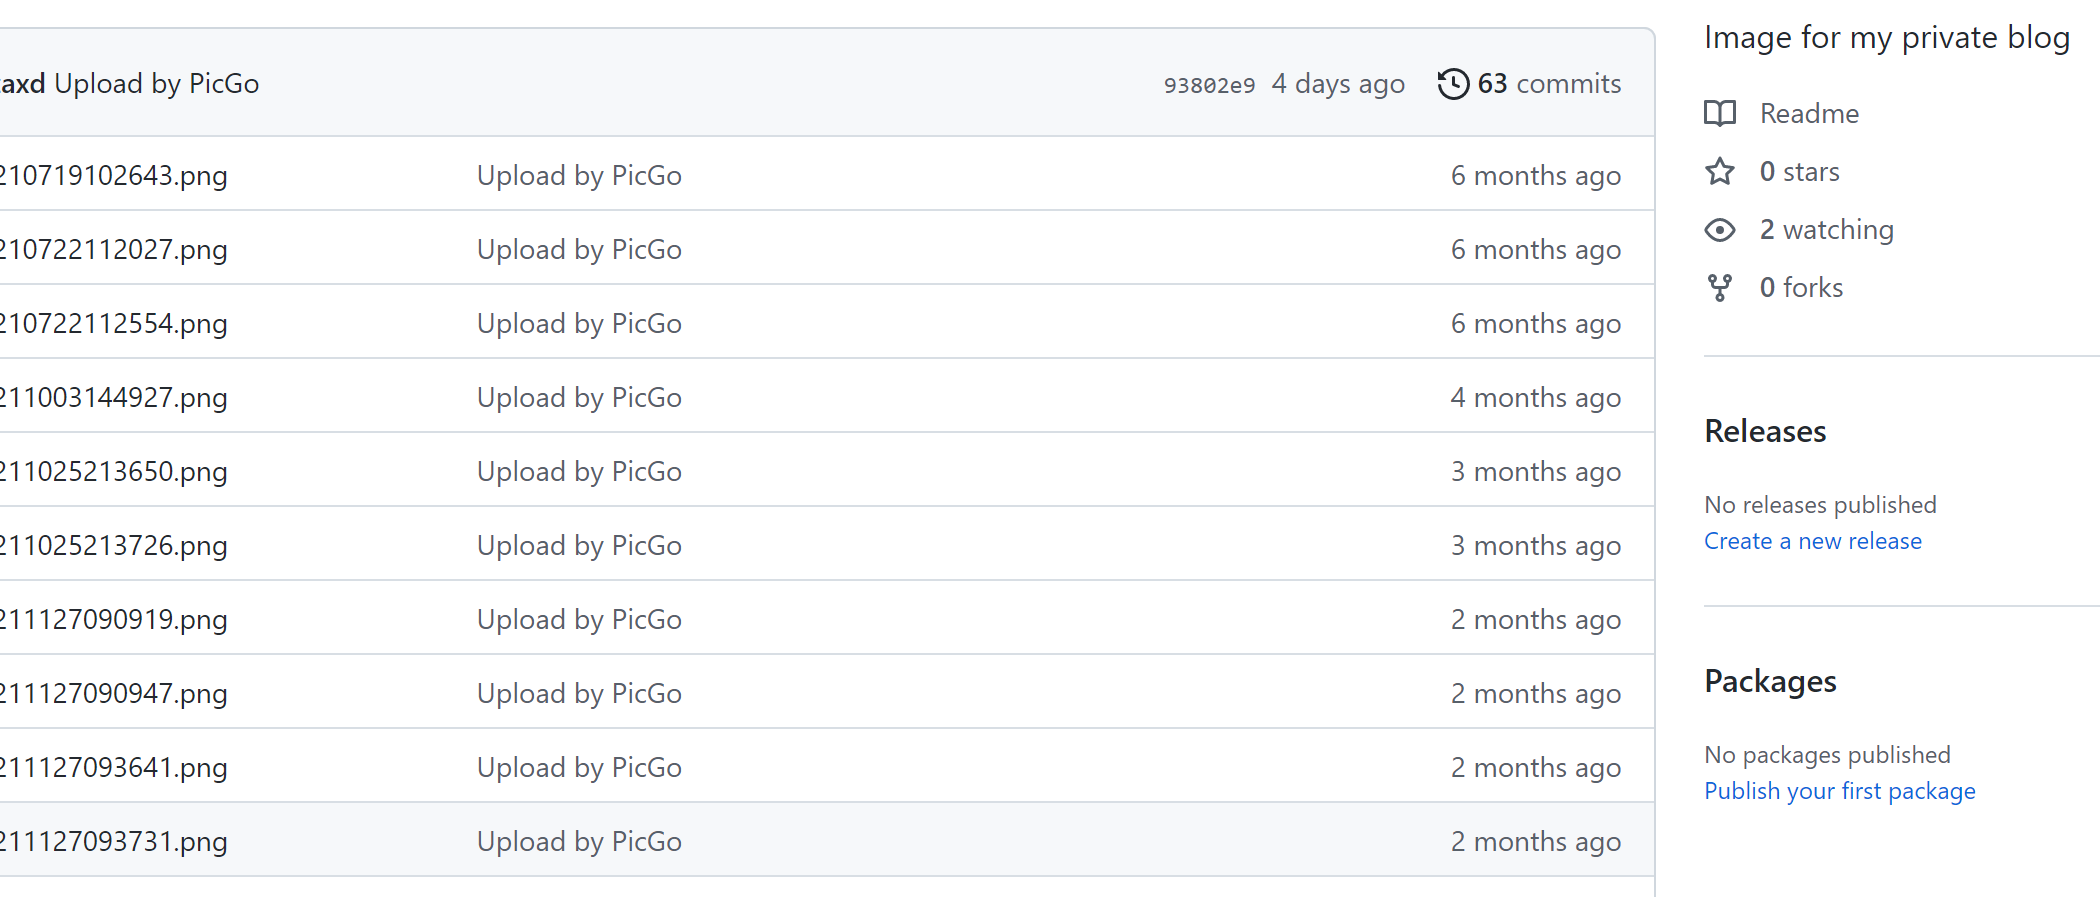 Upload by PicGo 93802e9 4 days ago 63 commits
210719102643.png Upload by PicGo 6 months ago
210722112027.png Upload by PicGo 6 months ago
210722112554.png Upload by PicGo 6 months ago
211003144927.png Upload by PicGo 4 months ago
211025213650.png Upload by PicGo 3 months ago
211025213726.png Upload by PicGo 3 months ago
211127090919.png Upload by PicGo 2 months ago
211127090947.png Upload by PicGo 2 months ago
211127093641.png Upload by PicGo 2 months ago
211127093731.png Upload by PicGo 2 months ago
Image for my private blog
Readme
0 stars
2 watching
0 forks
Releases
No releases published
Create a new release
Packages
No packages published
Publish your first package